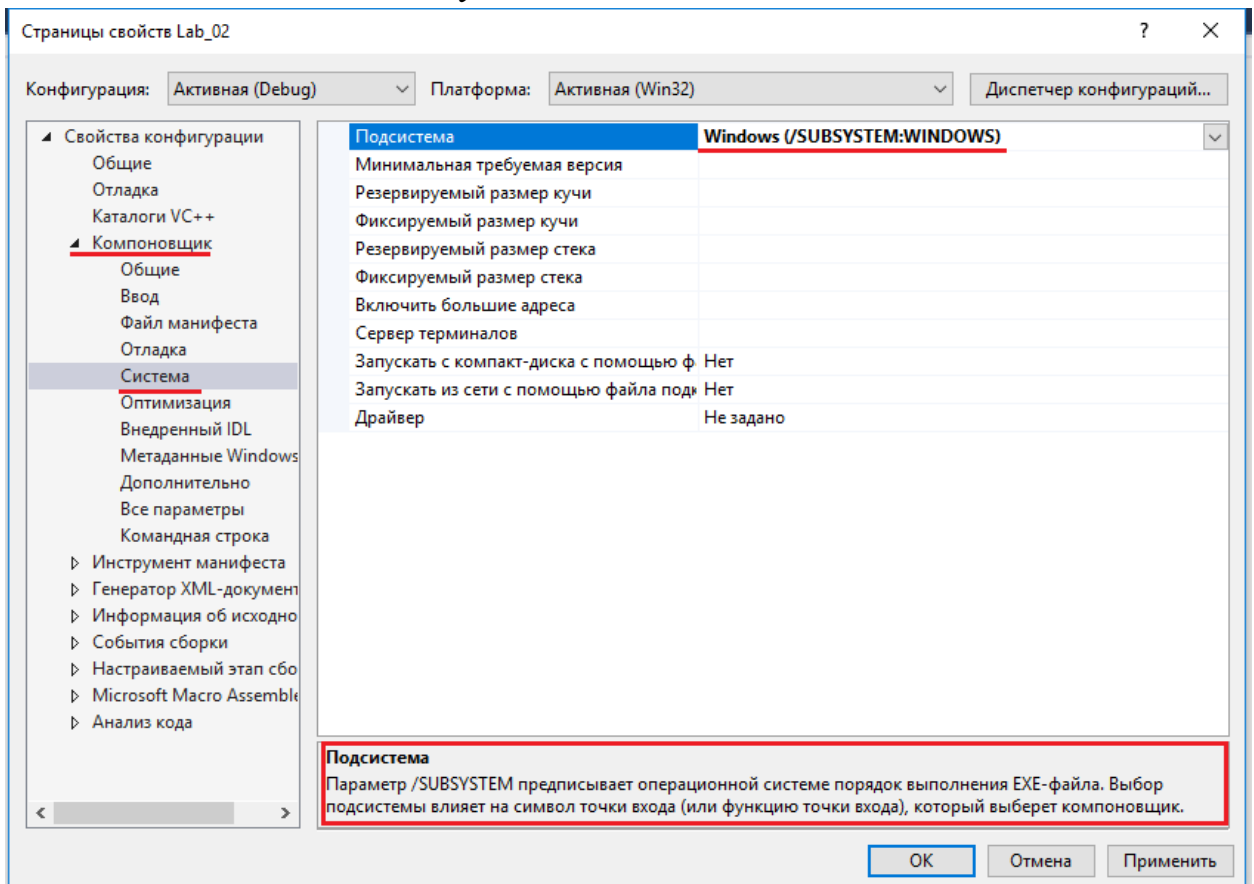 Страницы свойств Lab_02
?
Конфигурация: Активная (Debug) Платформа: Активная (Win32) Диспетчер конфигураций...
Свойства конфигурации
Общие
Отладка
Каталоги VC++
Компоновщик
Общие
Ввод
Файл манифеста
Отладка
Система
Оптимизация
Внедренный IDL
Метаданные Windows
Дополнительно
Все параметры
Командная строка
Инструмент манифеста
Генератор XML-документ
Информация об исходно
События сборки
Настраиваемый этап сбо
Microsoft Macro Assemble
Анализ кода
Подсистема Windows (/SUBSYSTEM:WINDOWS)
Минимальная требуемая версия
Резервируемый размер кучи
Фиксируемый размер кучи
Резервируемый размер стека
Фиксируемый размер стека
Включить большие адреса
Сервер терминалов
Запускать с компакт-диска с помощью ф Нет
Запускать из сети с помощью файла подк Нет
Драйвер Не задано
Подсистема
Параметр /SUBSYSTEM предписывает операционной системе порядок выполнения EXE-файла. Выбор
подсистемы влияет на символ точки входа (или функцию точки входа), который выберет компоновщик.
ОК Отмена Применить